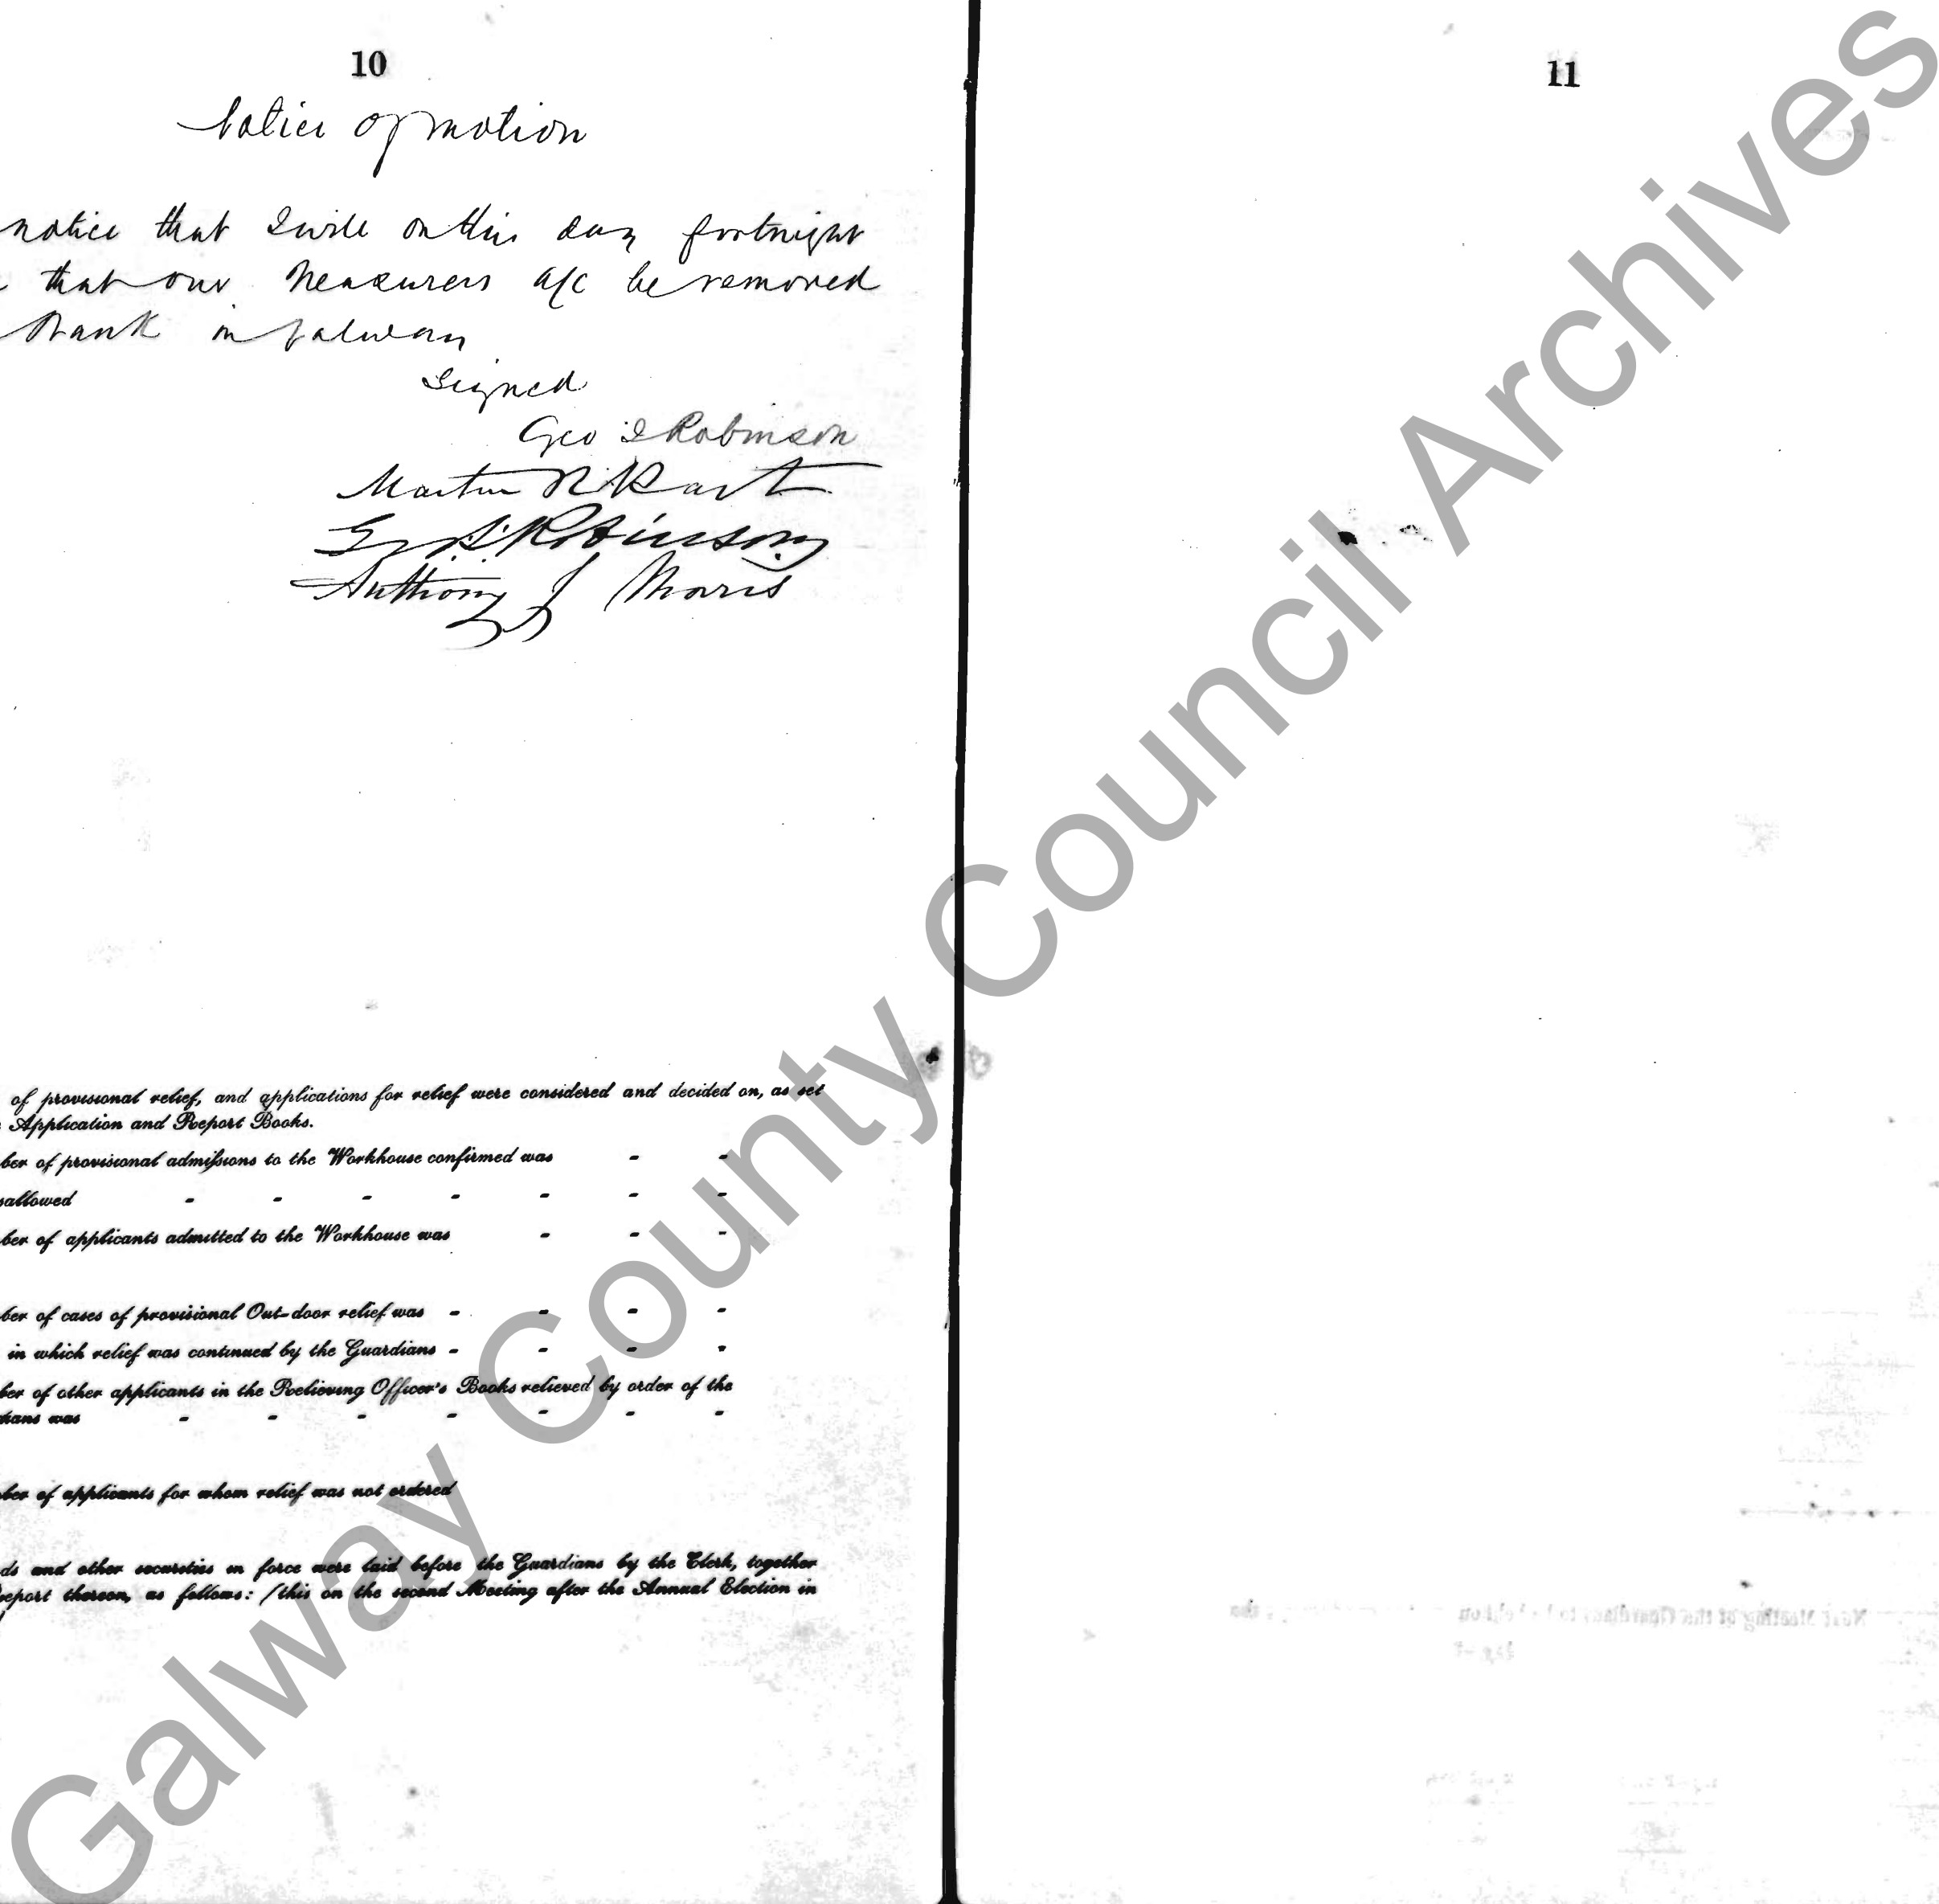 10
Notice of motion
notice that I will on this day fortnight
that our Treasurers a/c be removed
Bank in Galway
Signed
Geo Robinson
Martin
Robinson
Anthony J Morris
of provisional relief, and applications for relief were considered and decided on, as set
Application and Report Books.
ber of provisional admissions to the Workhouse confirmed was - -
sallowed - - - - - - -
ber of applicants admitted to the Workhouse was - - -
ber of cases of provisional Out-door relief was - - - -
in which relief was continued by the Guardians - - - -
ber of other applicants in the Relieving Officer's Books relieved by order of the
dians was - - - - - - -
ber of applicants for whom relief was not ordered
ds and other securities in force were laid before the Guardians by the Clerk, together
eport thereon, as follows: (this on the second Meeting after the Annual Election in
11
Galway County Council Archives